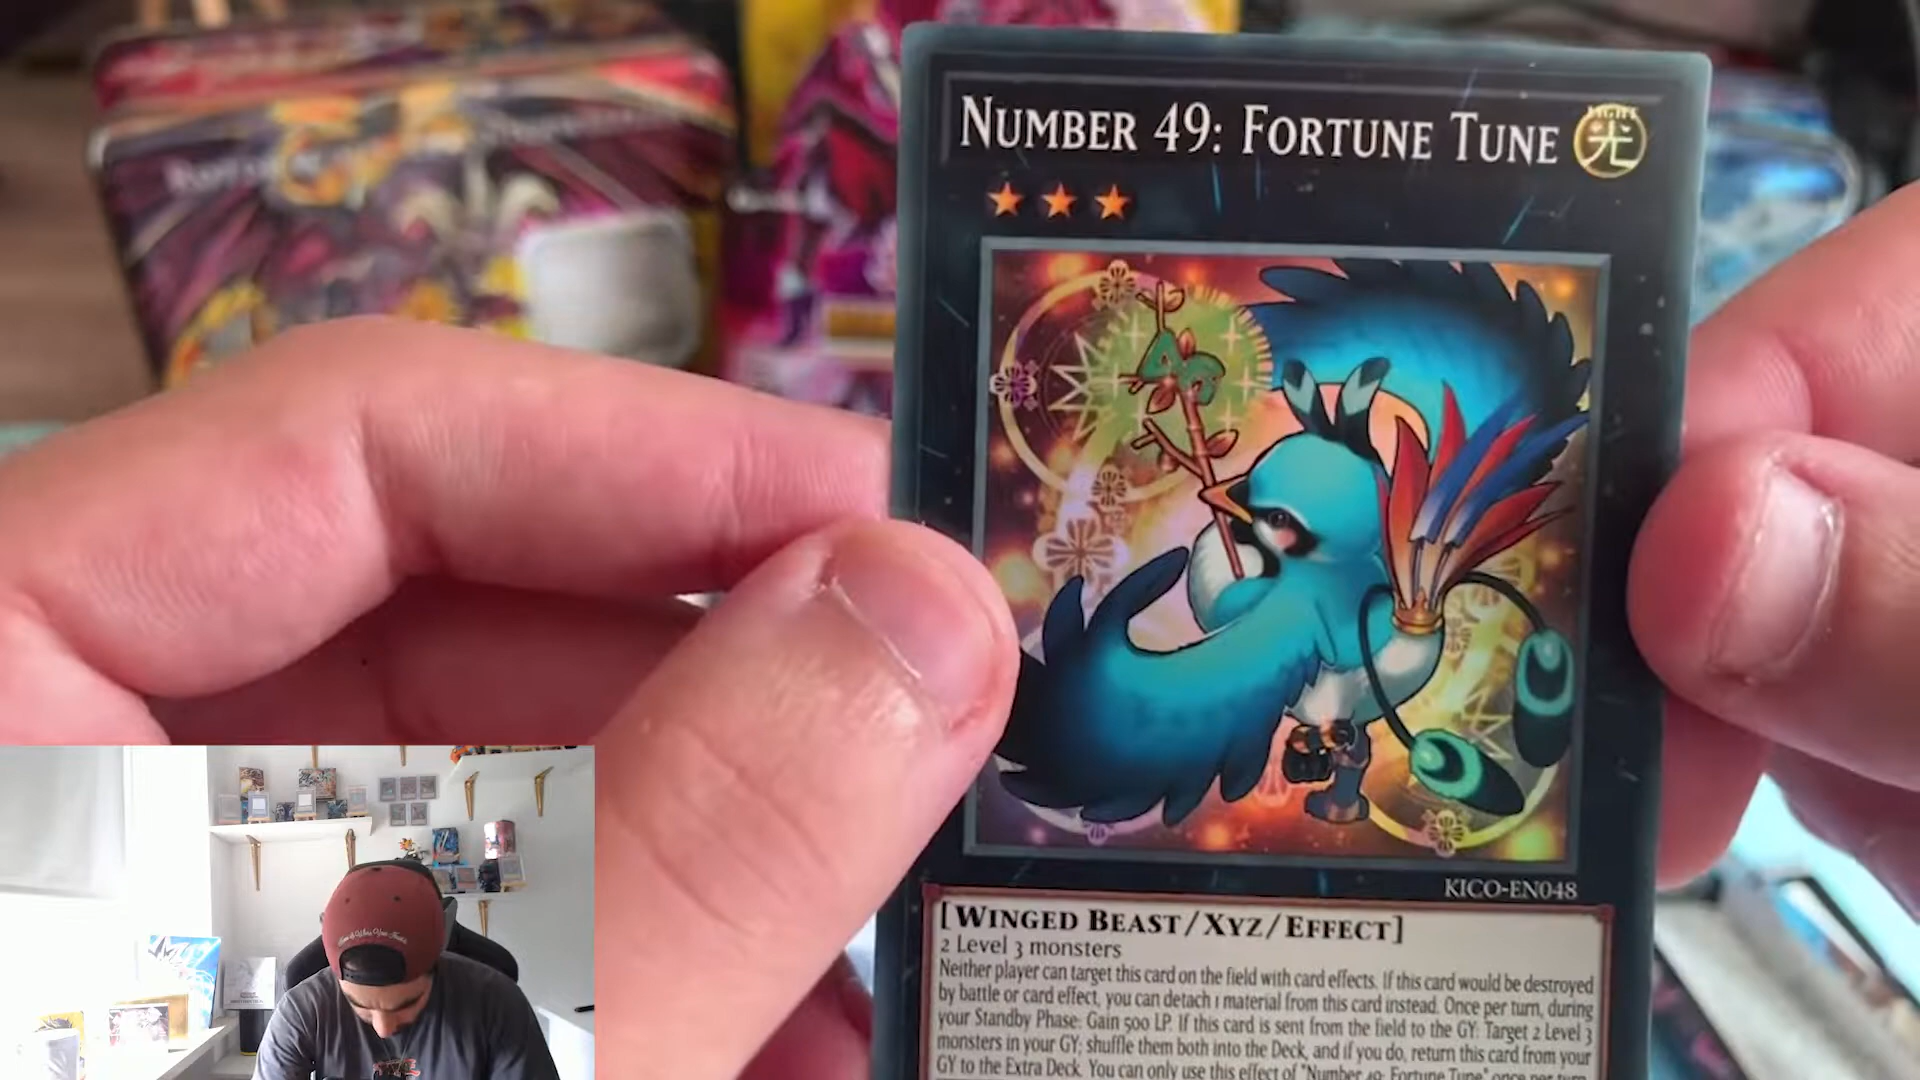 NUMBER 49: FORTUNE TUNE
LIGHT
光
49
KICO-EN048
[WINGED BEAST/XYZ/EFFECT]
2 Level 3 monsters
Neither player can target this card on the field with card effects. If this card would be destroyed
by battle or card effect, you can detach 1 material from this card instead. Once per turn, during
your Standby Phase: Gain 500 LP. If this card is sent from the field to the GY: Target 2 Level 3
monsters in your GY; shuffle them both into the Deck, and if you do, return this card from your
GY to the Extra Deck. You can only use this effect of "Number 49: Fortune Tune" once per turn.